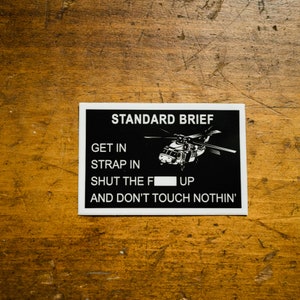 STANDARD BRIEF
GET IN
STRAP IN
SHUT THE F UP
AND DON'T TOUCH NOTHIN'